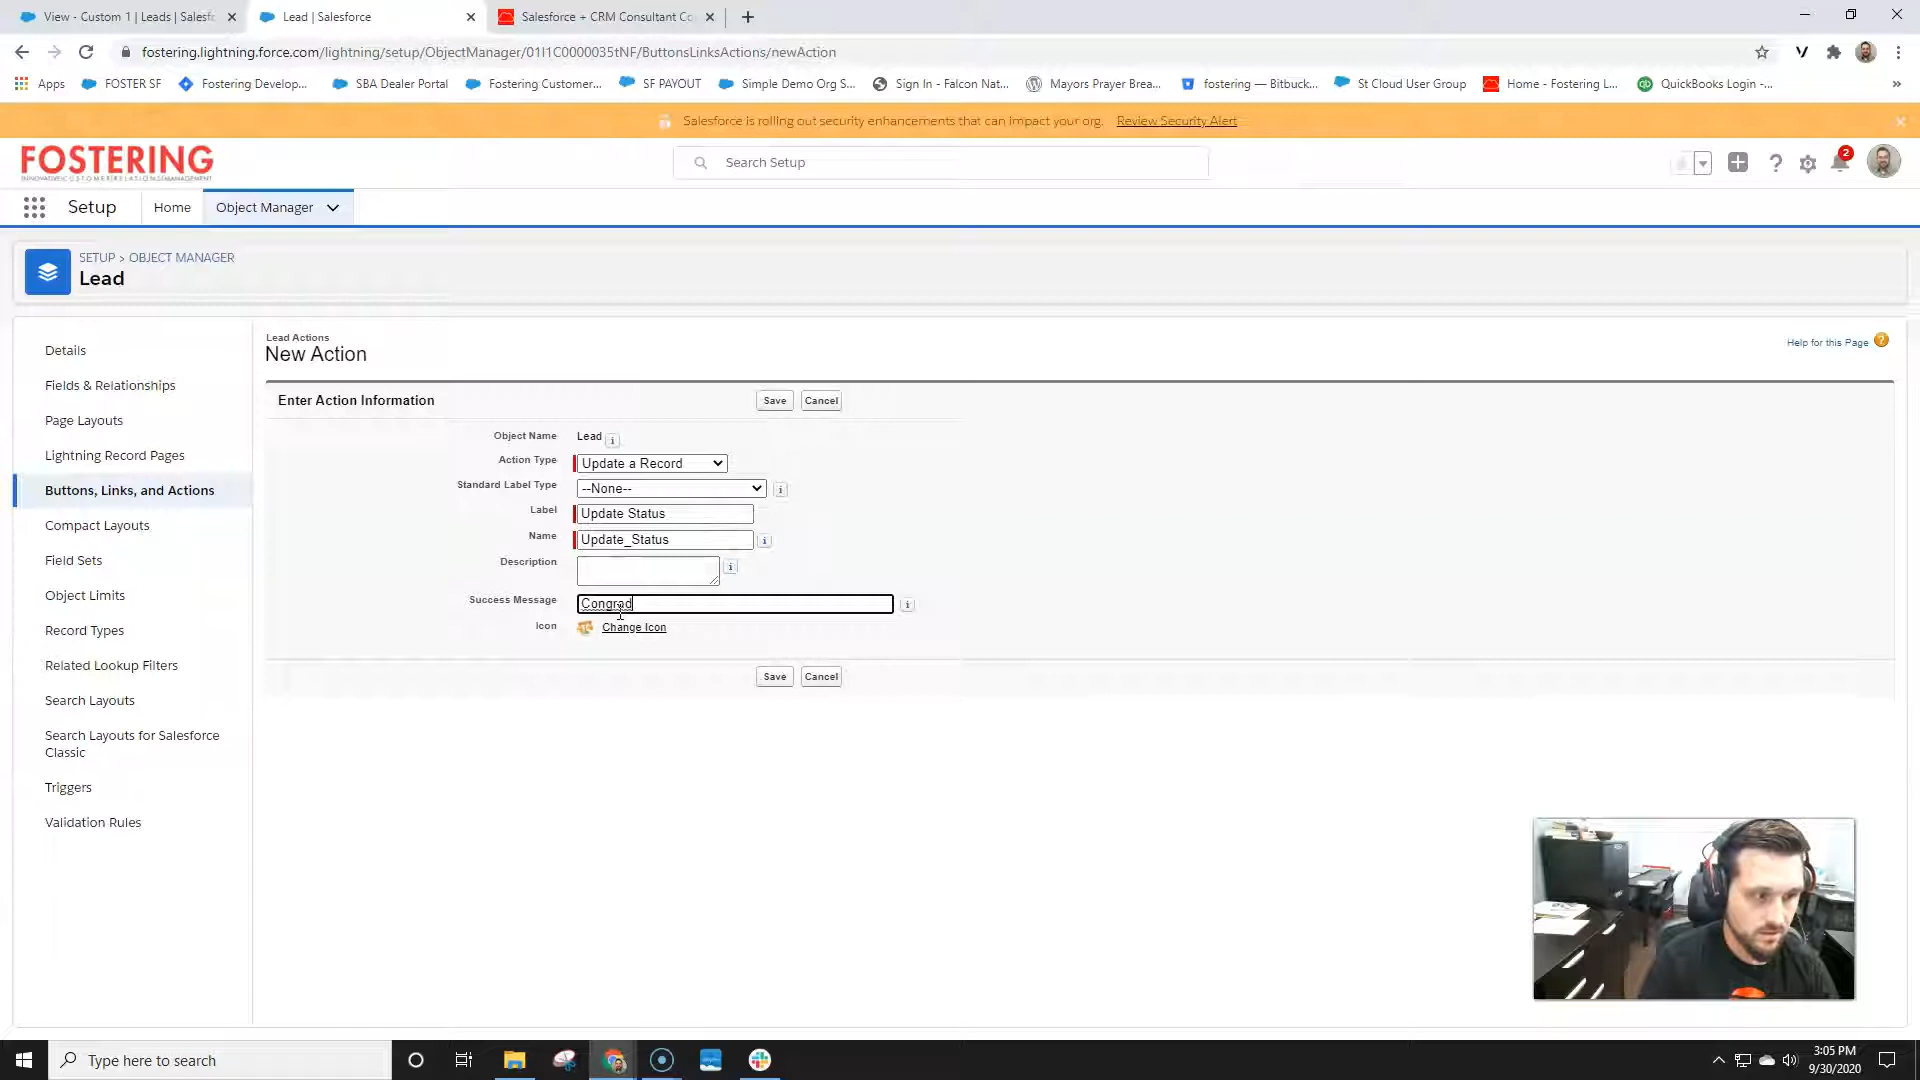 View - Custom 1 | Leads | Salesf
Lead | Salesforce
Salesforce + CRM Consultant Co
fostering.lightning.force.com/lightning/setup/ObjectManager/01I1C0000035tNF/ButtonsLinksActions/newAction
Apps
FOSTER SF
Fostering Develop...
SBA Dealer Portal
Fostering Customer...
SF PAYOUT
Simple Demo Org S...
Sign In - Falcon Nat...
Mayors Prayer Brea...
fostering — Bitbuck...
St Cloud User Group
Home - Fostering L...
QuickBooks Login -...
Salesforce is rolling out security enhancements that can impact your org. Review Security Alert
FOSTERING
INNOVATIVE CUSTOMER RELATIONSHIP MANAGEMENT
Search Setup
2
Setup
Home
Object Manager
SETUP > OBJECT MANAGER
Lead
Details
Fields & Relationships
Page Layouts
Lightning Record Pages
Buttons, Links, and Actions
Compact Layouts
Field Sets
Object Limits
Record Types
Related Lookup Filters
Search Layouts
Search Layouts for Salesforce
Classic
Triggers
Validation Rules
Lead Actions
New Action
Help for this Page
Enter Action Information
Save
Cancel
Object Name Lead
Action Type Update a Record
Standard Label Type --None--
Label Update Status
Name Update_Status
Description
Success Message Congrad
Icon Change Icon
Save
Cancel
Type here to search
3:05 PM
9/30/2020